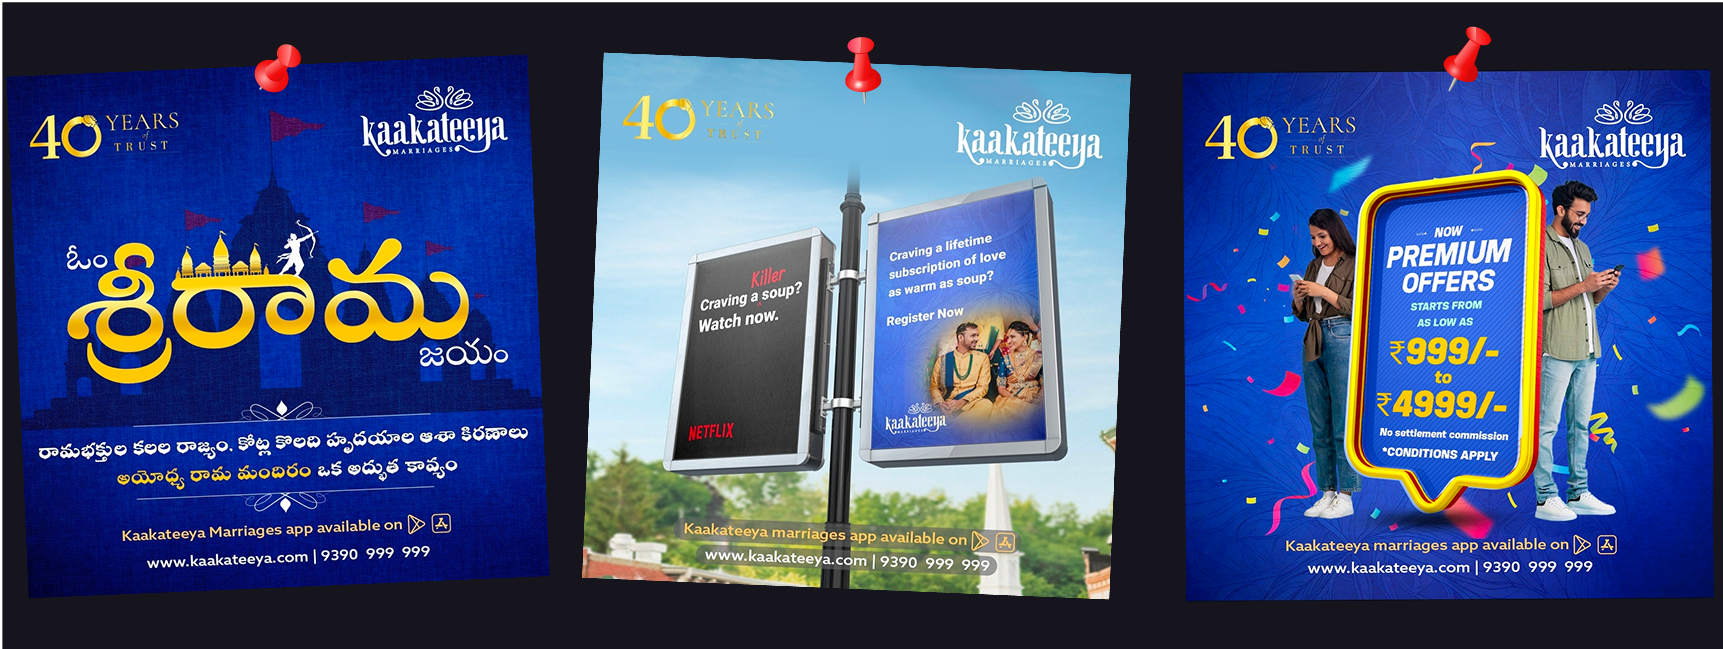 40 YEARS
of
TRUST
kaakateeya
MARRIAGES
ఓం
శ్రీరామ
జయం
రామభక్తుల కలల రాజ్యం. కోట్ల కొలది హృదయాల ఆశా కిరణాలు
అయోధ్య రామ మందిరం ఒక అద్భుత కావ్యం
Kaakateeya Marriages app available on
www.kaakateeya.com | 9390 999 999
40 YEARS
of
TRUST
kaakateeya
MARRIAGES
Killer
Craving a ^ soup?
Watch now.
NETFLIX
Craving a lifetime
subscription of love
as warm as soup?
Register Now
kaakateeya
MARRIAGES
Kaakateeya marriages app available on
www.kaakateeya.com | 9390 999 999
40 YEARS
of
TRUST
kaakateeya
MARRIAGES
NOW
PREMIUM
OFFERS
STARTS FROM
AS LOW AS
₹999/-
to
₹4999/-
No settlement commission
*CONDITIONS APPLY
Kaakateeya marriages app available on
www.kaakateeya.com | 9390 999 999